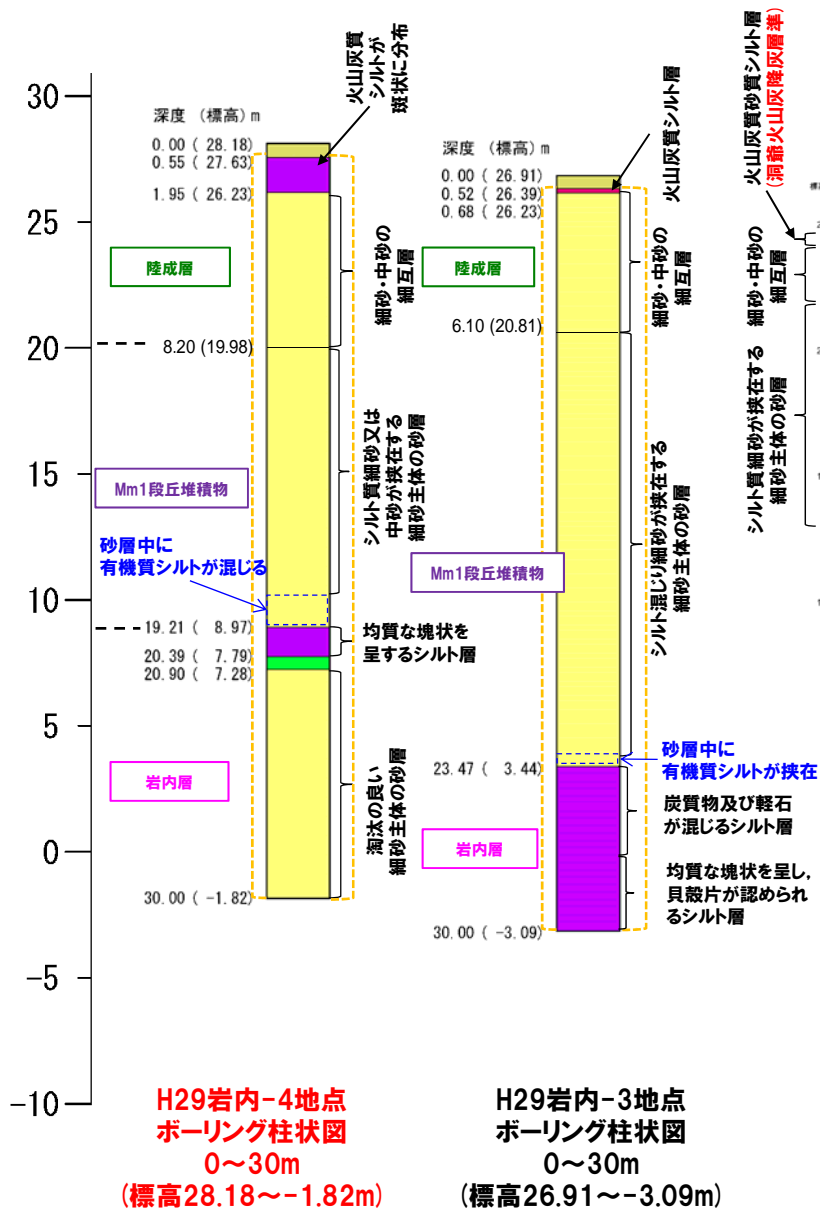 30
25
20
15
10
5
0
-5
-10
深度 (標高) m
0.00 ( 28.18)
0.55 ( 27.63)
1.95 ( 26.23)
8.20 (19.98)
19.21 ( 8.97)
20.39 ( 7.79)
20.90 ( 7.28)
30.00 ( -1.82)
陸成層
Mm1段丘堆積物
砂層中に
有機質シルトが混じる
岩内層
火山灰質
シルトが
斑状に分布
細砂・中砂の
細互層
シルト質細砂又は
中砂が挟在する
細砂主体の砂層
均質な塊状を
呈するシルト層
淘汰の良い
細砂主体の砂層
H29岩内-4地点
ボーリング柱状図
0～30m
(標高28.18～-1.82m)
深度 (標高) m
0.00 ( 26.91)
0.52 ( 26.39)
0.68 ( 26.23)
6.10 (20.81)
23.47 ( 3.44)
30.00 ( -3.09)
陸成層
Mm1段丘堆積物
岩内層
火山灰質シルト層
細砂・中砂の
細互層
シルト混じり細砂が挟在する
細砂主体の砂層
砂層中に
有機質シルトが挟在
炭質物及び軽石
が混じるシルト層
均質な塊状を呈し,
貝殻片が認められ
るシルト層
H29岩内-3地点
ボーリング柱状図
0～30m
(標高26.91～-3.09m)
火山灰質砂質シルト層
(洞爺火山灰降灰層準)
細砂・中砂の
細互層
シルト質細砂が挟在する
細砂主体の砂層